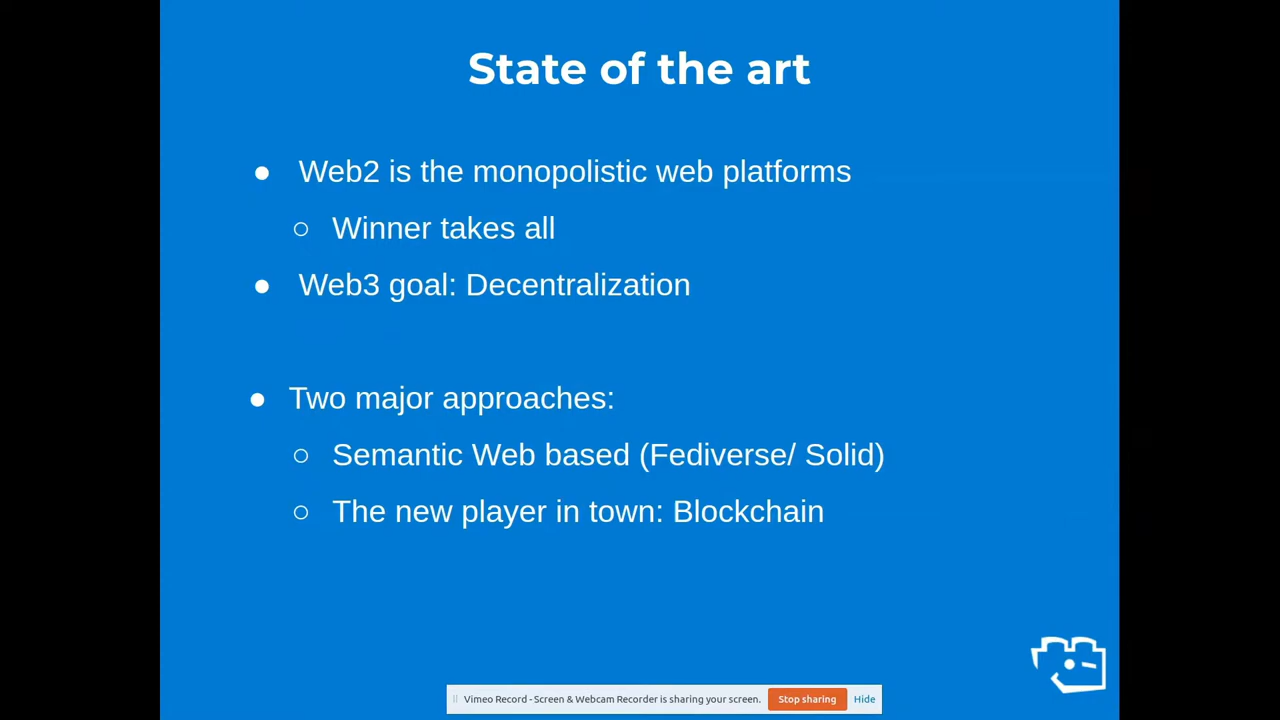 State of the art
● Web2 is the monopolistic web platforms
○ Winner takes all
● Web3 goal: Decentralization
● Two major approaches:
○ Semantic Web based (Fediverse/ Solid)
○ The new player in town: Blockchain
Vimeo Record - Screen & Webcam Recorder is sharing your screen. Stop sharing Hide